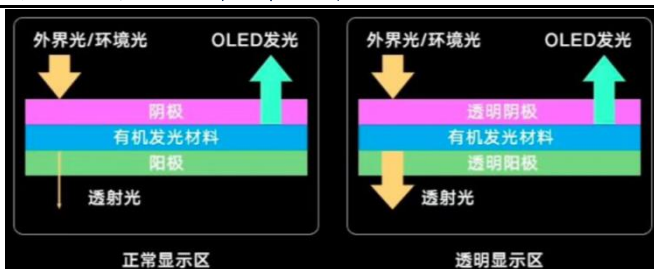 外界光/环境光 OLED发光
阴极
有机发光材料
阳极
透射光
正常显示区
外界光/环境光 OLED发光
透明阴极
有机发光材料
透明阳极
透射光
透明显示区